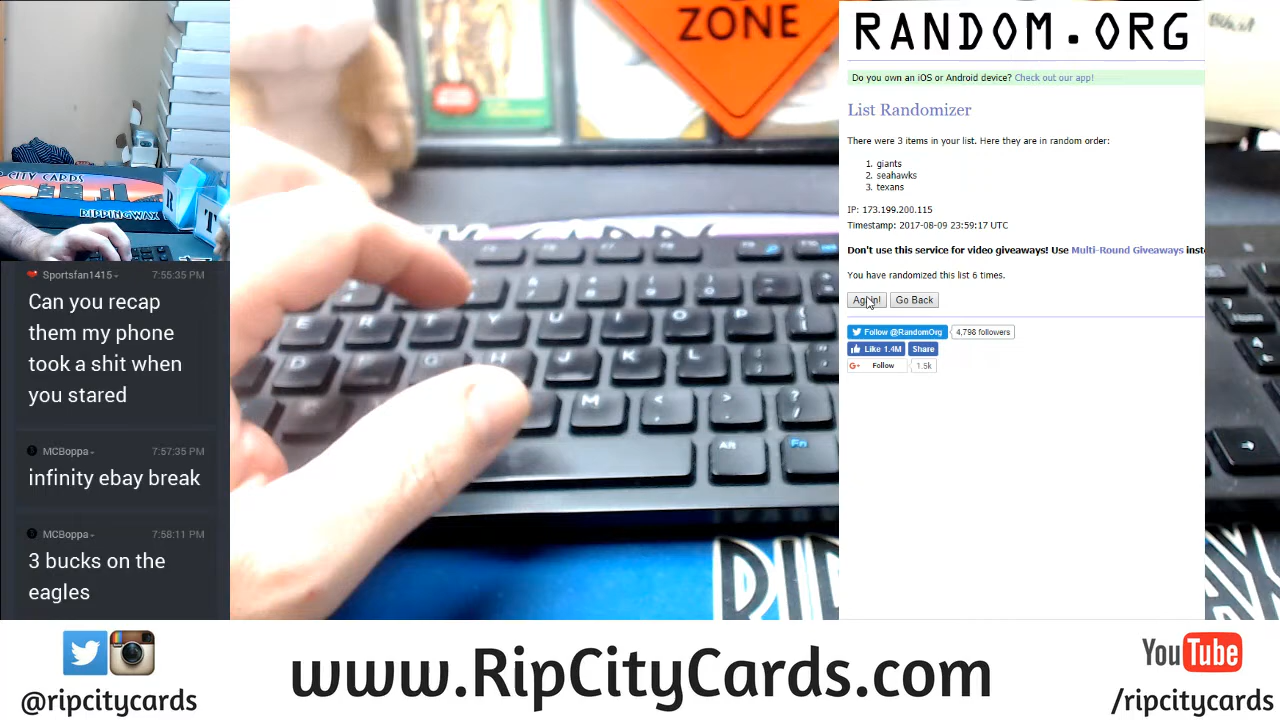 CITY CARDS
RIPPINGWAX
Sportsfan1415 7:55:35 PM
Can you recap
them my phone
took a shit when
you stared
MCBoppa 7:57:35 PM
infinity ebay break
MCBoppa 7:58:11 PM
3 bucks on the
eagles
ZONE
E R T Y U I O P
D F G H J K L
M
Alt Fn
RANDOM.ORG
Do you own an iOS or Android device? Check out our app!
List Randomizer
There were 3 items in your list. Here they are in random order:
1. giants
2. seahawks
3. texans
IP: 173.199.200.115
Timestamp: 2017-08-09 23:59:17 UTC
Don't use this service for video giveaways! Use Multi-Round Giveaways inst
You have randomized this list 6 times.
Again! Go Back
Follow @RandomOrg 4,798 followers
Like 1.4M Share
G+ Follow 1.5k
@ripcitycards
www.RipCityCards.com
YouTube
/ripcitycards